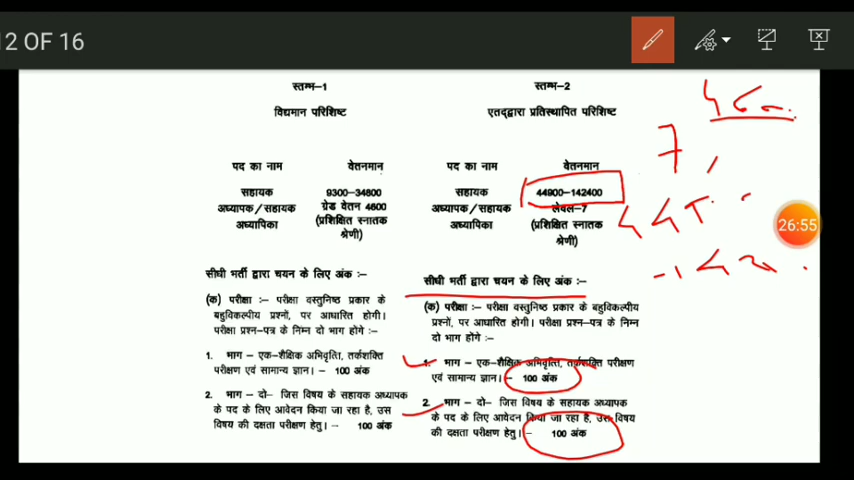 12 OF 16
स्तम्भ-1
विद्यमान परिशिष्ट
पद का नाम वेतनमान
सहायक 9300-34800
अध्यापक/सहायक ग्रेड वेतन 4600
अध्यापिका (प्रशिक्षित स्नातक
श्रेणी)
सीधी भर्ती द्वारा चयन के लिए अंक :-
(क) परीक्षा :- परीक्षा वस्तुनिष्ठ प्रकार के
बहुविकल्पीय प्रश्नों, पर आधारित होगी।
परीक्षा प्रश्न-पत्र के निम्न दो भाग होगे :-
1. भाग - एक-शैक्षिक अभिवृत्ति, तर्कशक्ति
परीक्षण एवं सामान्य ज्ञान। - 100 अंक
2. भाग - दो- जिस विषय के सहायक अध्यापक
के पद के लिए आवेदन किया जा रहा है, उस
विषय की दक्षता परीक्षण हेतु। - 100 अंक
स्तम्भ-2
एतद्द्वारा प्रतिस्थापित परिशिष्ट
पद का नाम वेतनमान
सहायक 44900-142400
अध्यापक/सहायक लेवल-7
अध्यापिका (प्रशिक्षित स्नातक
श्रेणी)
सीधी भर्ती द्वारा चयन के लिए अंक :-
(क) परीक्षा :- परीक्षा वस्तुनिष्ठ प्रकार के बहुविकल्पीय
प्रश्नों, पर आधारित होगी। परीक्षा प्रश्न-पत्र के निम्न
दो भाग होगे :-
1. भाग - एक-शैक्षिक अभिवृत्ति, तर्कशक्ति परीक्षण
एवं सामान्य ज्ञान। - 100 अंक
2. भाग - दो- जिस विषय के सहायक अध्यापक
के पद के लिए आवेदन किया जा रहा है, उस विषय
की दक्षता परीक्षण हेतु। - 100 अंक
7
26:55